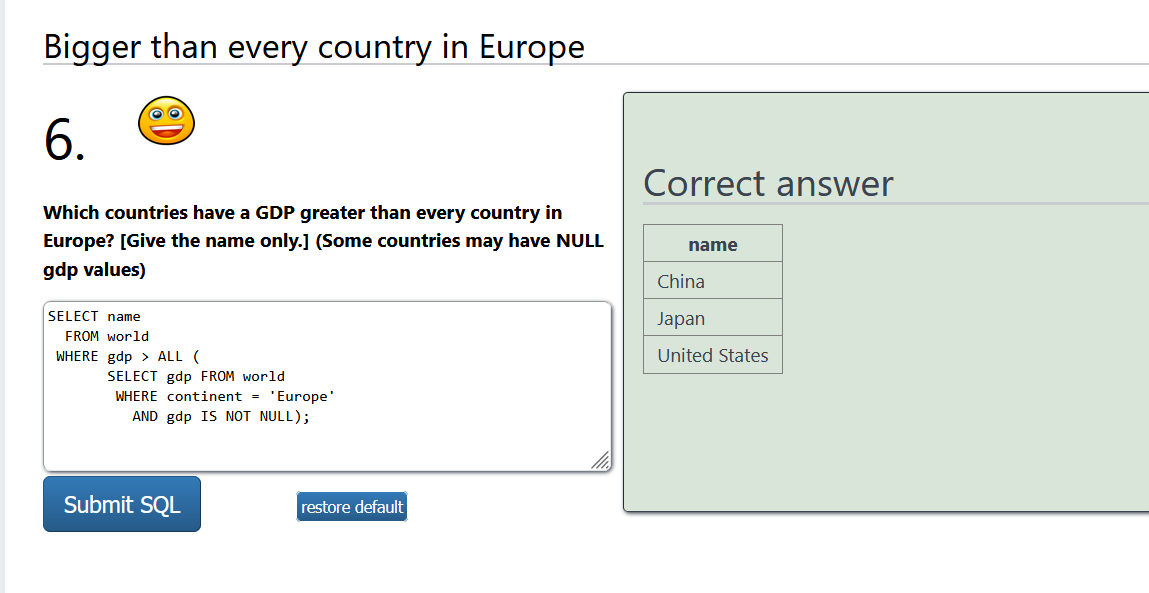 Bigger than every country in Europe
6.
Which countries have a GDP greater than every country in
Europe? [Give the name only.] (Some countries may have NULL
gdp values)
SELECT name
FROM world
WHERE gdp > ALL (
SELECT gdp FROM world
WHERE continent = 'Europe'
AND gdp IS NOT NULL);
Submit SQL
restore default
Correct answer
name
China
Japan
United States